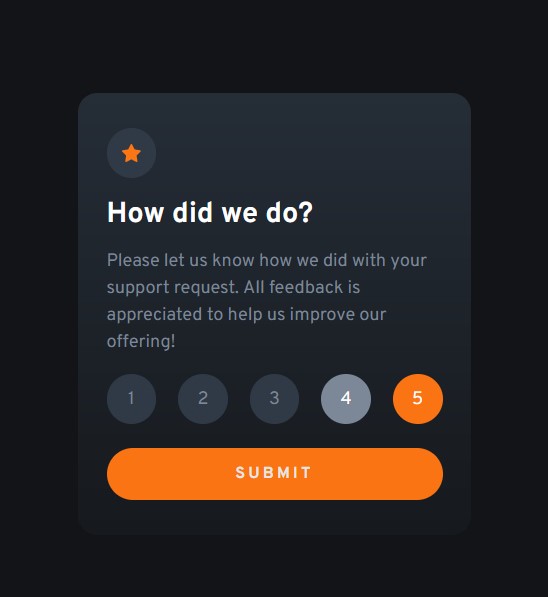 How did we do?
Please let us know how we did with your
support request. All feedback is
appreciated to help us improve our
offering!
1 2 3 4 5
SUBMIT